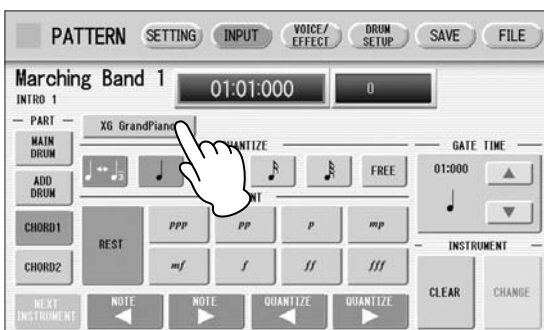 PATTERN SETTING INPUT VOICE/EFFECT DRUM SETUP SAVE FILE
Marching Band 1 01:01:000 0
INTRO 1
PART
XG GrandPiano
MAIN DRUM
QUANTIZE
FREE
GATE TIME
01:000
ADD DRUM
CHORD1
REST
ppp pp p mp
INSTRUMENT
CHORD2
mf f ff fff
CLEAR CHANGE
NEXT INSTRUMENT
NOTE NOTE QUANTIZE QUANTIZE